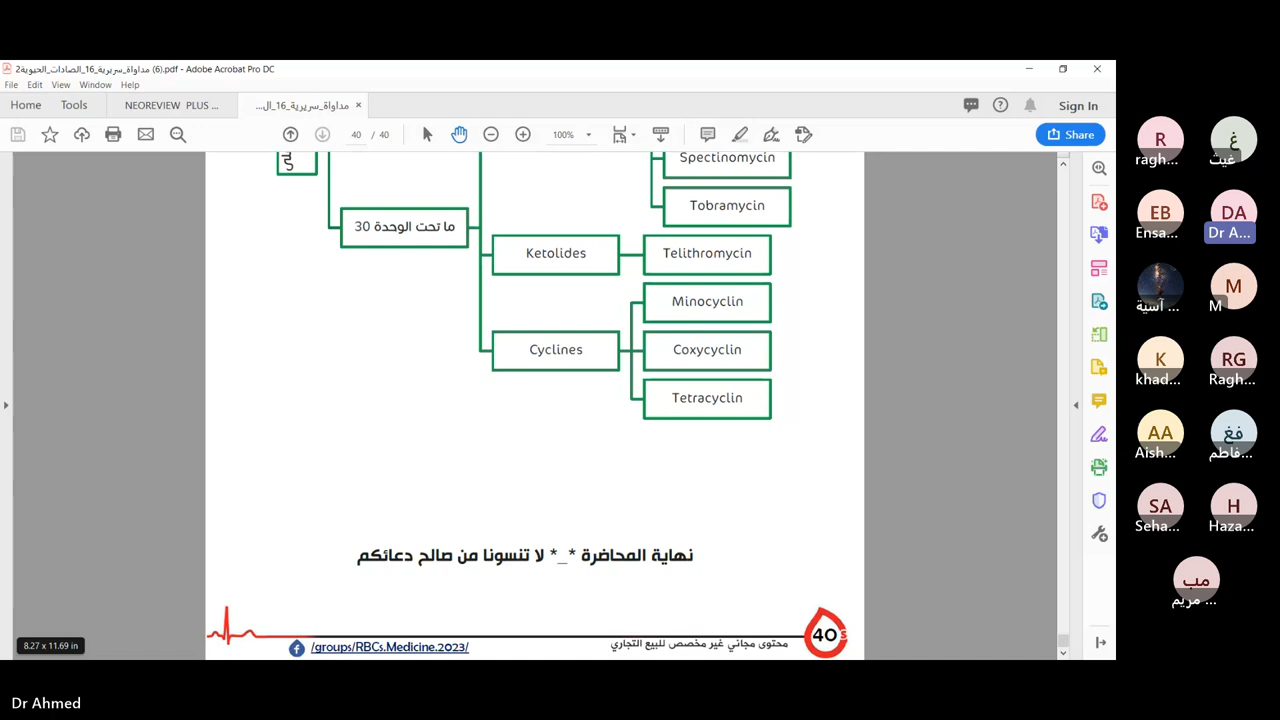 مداواة_سريرية_16_الصادات_الحيوية2 (6).pdf - Adobe Acrobat Pro DC
File Edit View Window Help
Home Tools NEOREVIEW PLUS ... مداواة_سريرية_16_ال... × Sign In
40 / 40 100% Share
Spectinomycin
Tobramycin
ما تحت الوحدة 30
Ketolides Telithromycin
Minocyclin
Cyclines Coxycyclin
Tetracyclin
نهاية المحاضرة *_* لا تنسونا من صالح دعائكم
/groups/RBCs.Medicine.2023/ محتوى مجاني غير مخصص للبيع التجاري 40
8.27 x 11.69 in
R غ
ragh... غيث
EB DA
Ensa... Dr A...
M
آسية ... M
K RG
khad... Ragh...
AA فغ
Aish... فاطم...
SA H
Seha... Haza...
مب
مريم ...
Dr Ahmed